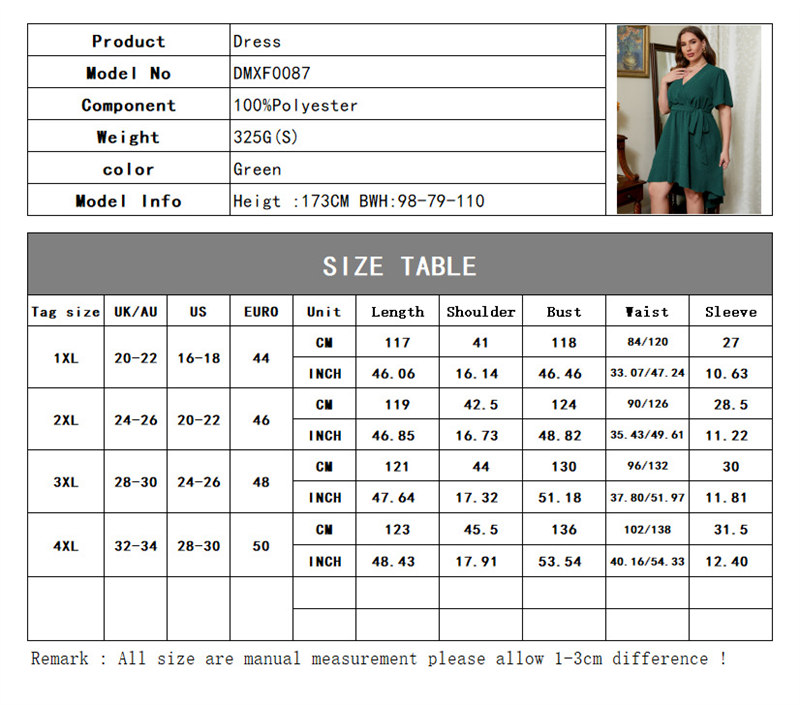 Product Dress
Model No DMXF0087
Component 100%Polyester
Weight 325G(S)
color Green
Model Info Heigt :173CM BWH:98-79-110
SIZE TABLE
Tag size UK/AU US EURO Unit Length Shoulder Bust Waist Sleeve
1XL 20-22 16-18 44 CM 117 41 118 84/120 27
INCH 46.06 16.14 46.46 33.07/47.24 10.63
2XL 24-26 20-22 46 CM 119 42.5 124 90/126 28.5
INCH 46.85 16.73 48.82 35.43/49.61 11.22
3XL 28-30 24-26 48 CM 121 44 130 96/132 30
INCH 47.64 17.32 51.18 37.80/51.97 11.81
4XL 32-34 28-30 50 CM 123 45.5 136 102/138 31.5
INCH 48.43 17.91 53.54 40.16/54.33 12.40
Remark : All size are manual measurement please allow 1-3cm difference !